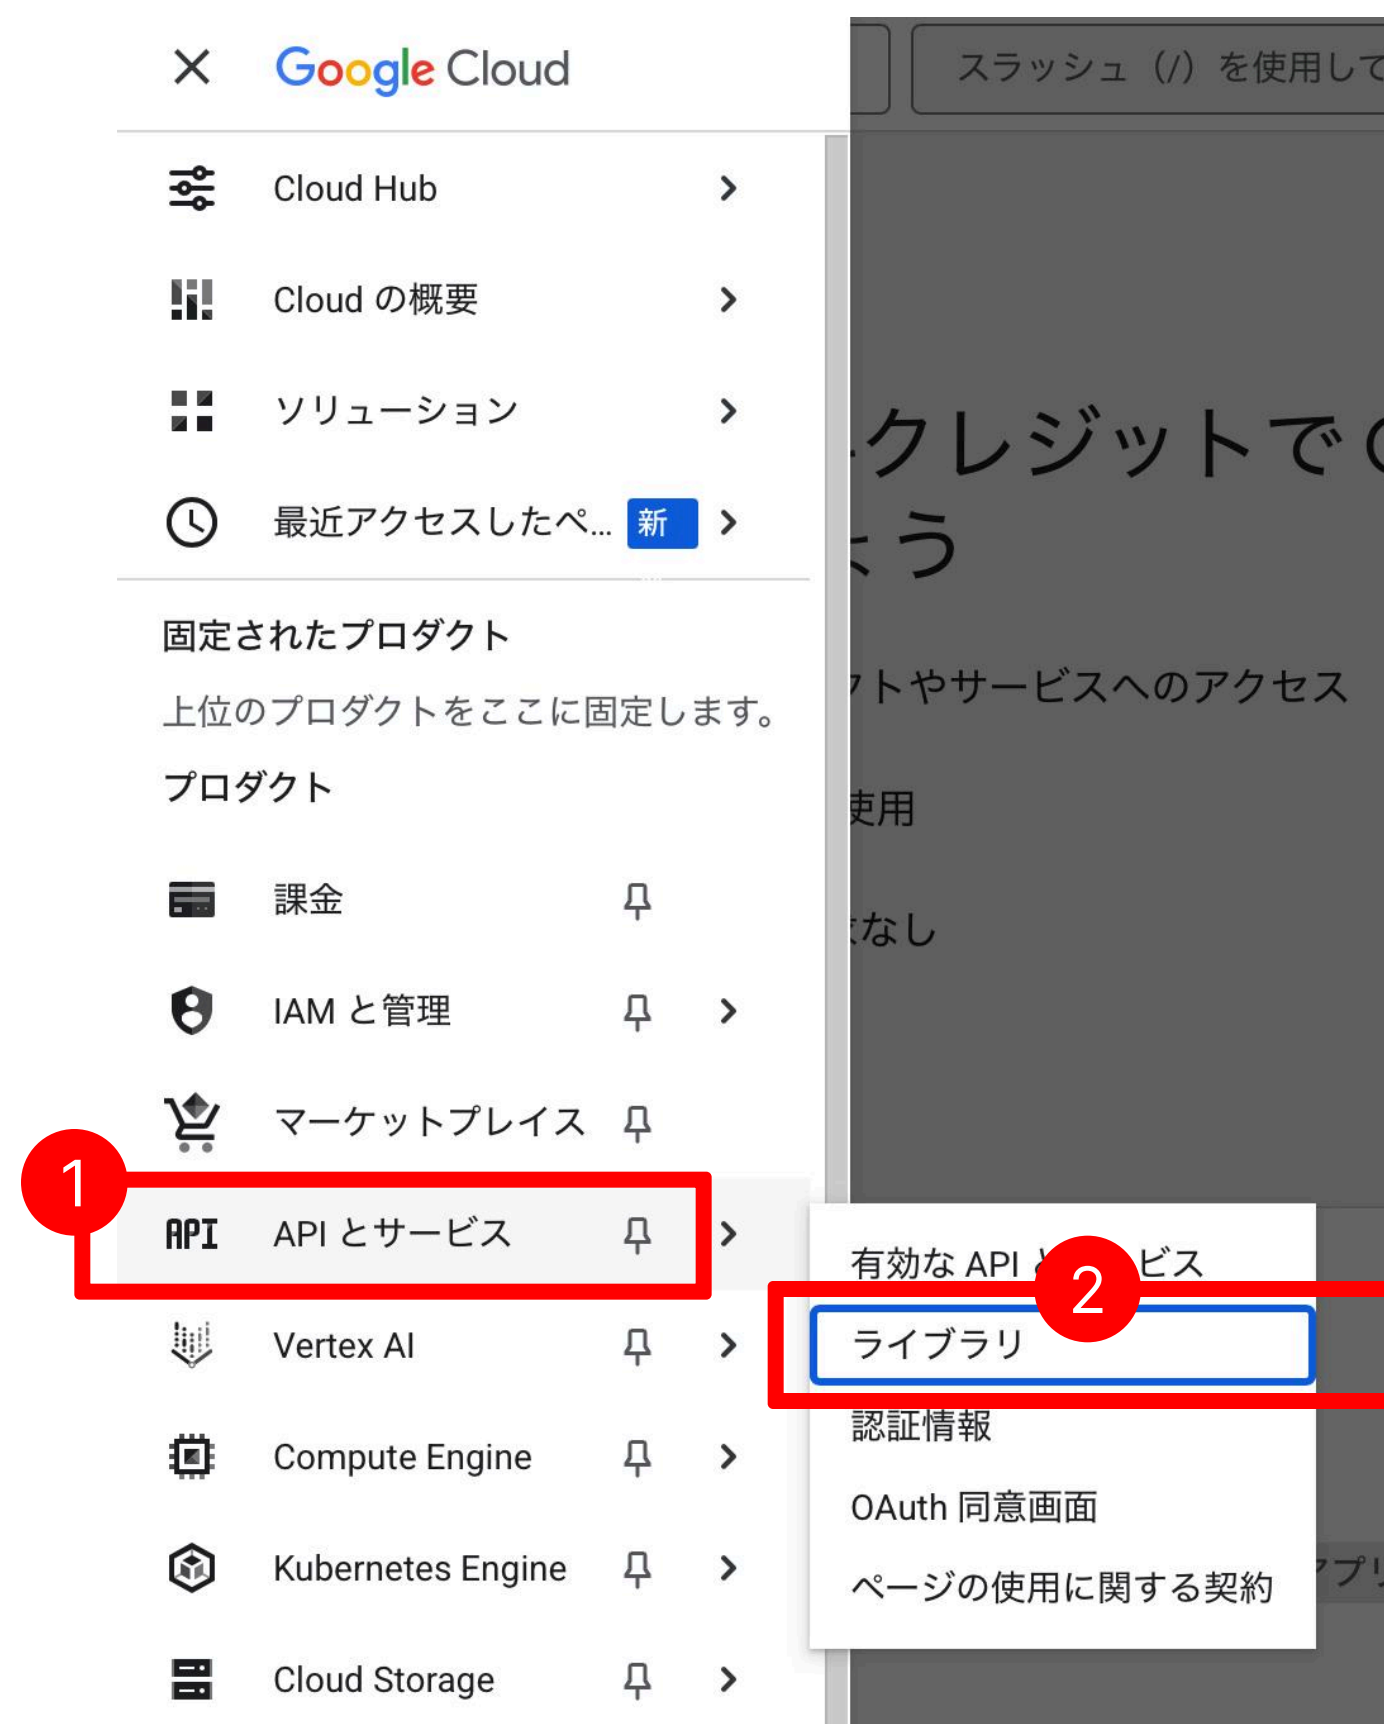 Google Cloud
スラッシュ（/）を使用して
Cloud Hub
Cloud の概要
ソリューション
クレジットで
最近アクセスしたペ... 新
ょう
固定されたプロダクト
クトやサービスへのアクセス
上位のプロダクトをここに固定します。
プロダクト
使用
課金
なし
IAM と管理
マーケットプレイス
1
API API とサービス
有効な API と ビス
2
ライブラリ
Vertex AI
認証情報
Compute Engine
OAuth 同意画面
Kubernetes Engine
アプリ
ページの使用に関する契約
Cloud Storage